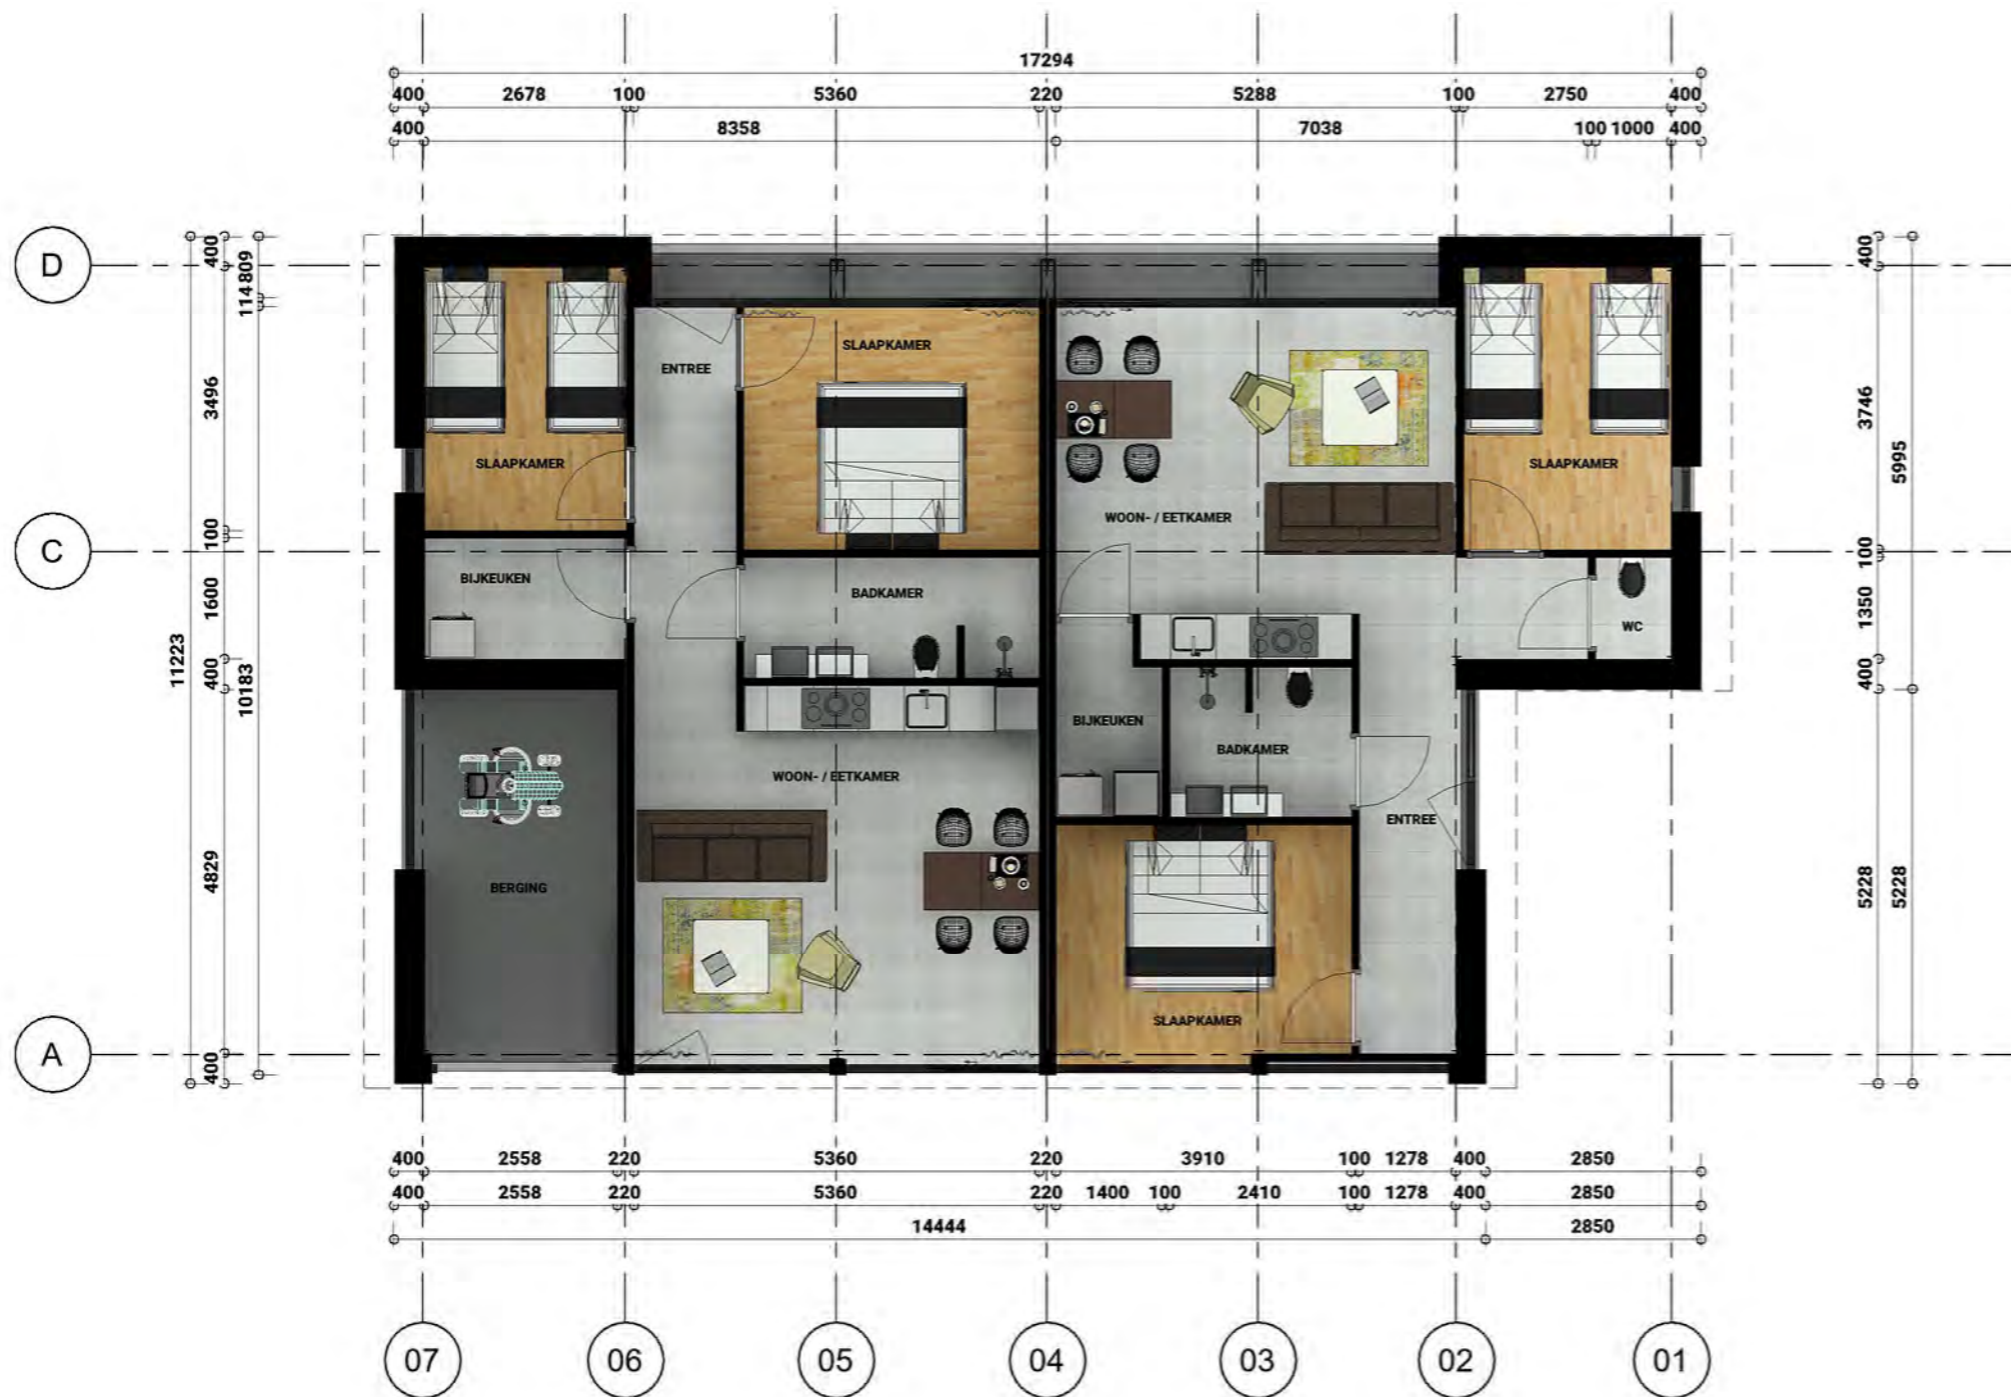 17294
400 2678 100 5360 220 5288 100 2750 400
400 8358 7038 100 1000 400
D
C
A
11223
400 3496 100 1600 400 4829 400
809 114 10183
400 3746 100 1350 400 5228
5995 5228
SLAAPKAMER
ENTREE
SLAAPKAMER
SLAAPKAMER
WOON- / EETKAMER
SLAAPKAMER
BIJKEUKEN
BADKAMER
WC
BIJKEUKEN
BADKAMER
WOON- / EETKAMER
ENTREE
BERGING
SLAAPKAMER
400 2558 220 5360 220 3910 100 1278 400 2850
400 2558 220 5360 220 1400 100 2410 100 1278 400 2850
14444 2850
07 06 05 04 03 02 01